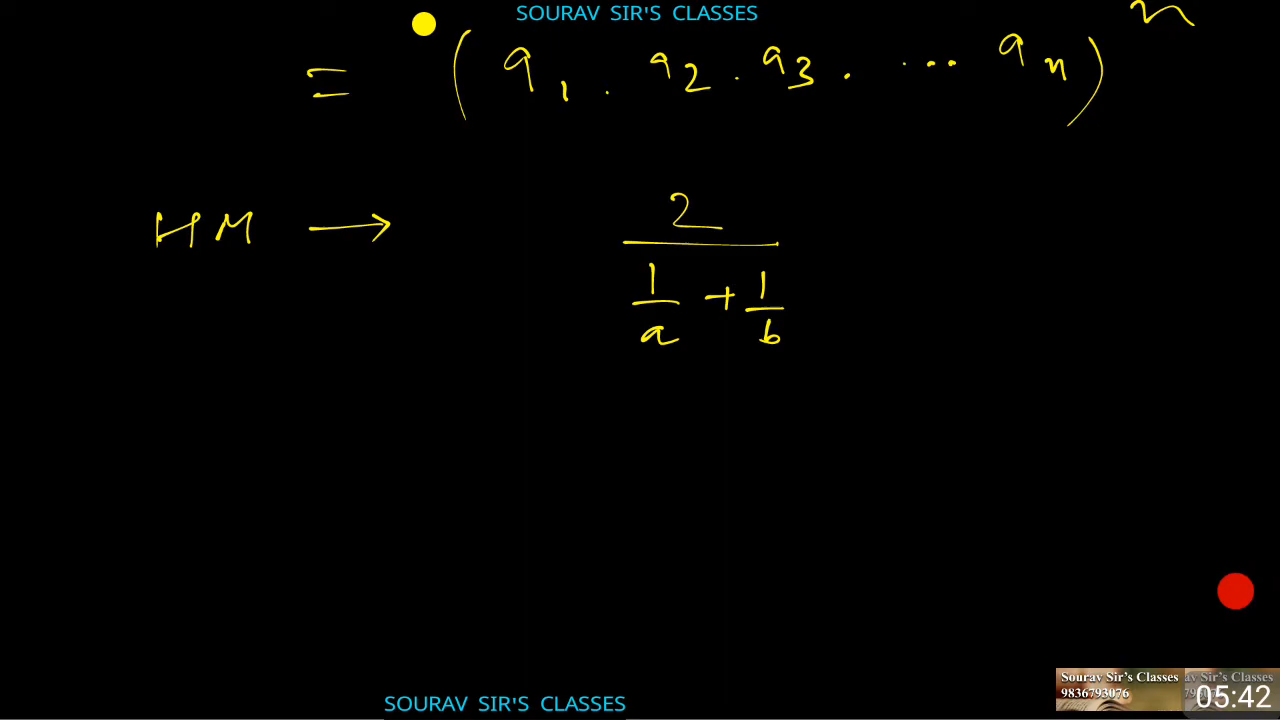 SOURAV SIR'S CLASSES
n
= (a₁ . a₂ . a₃ . ... aₙ)
HM → 2
1/a + 1/b
Sourav Sir's Classes
9836793076
05:42
SOURAV SIR'S CLASSES